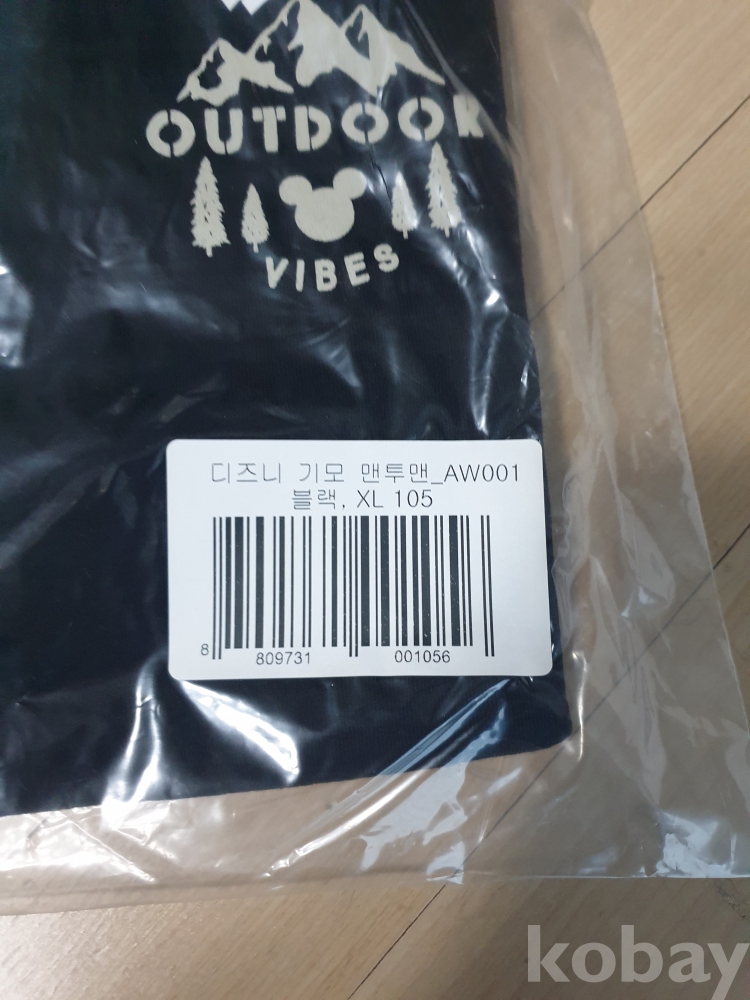 OUTDOOR
VIBES
디즈니 기모 맨투맨_AW001
블랙, XL 105
8 809731 001056
kobay